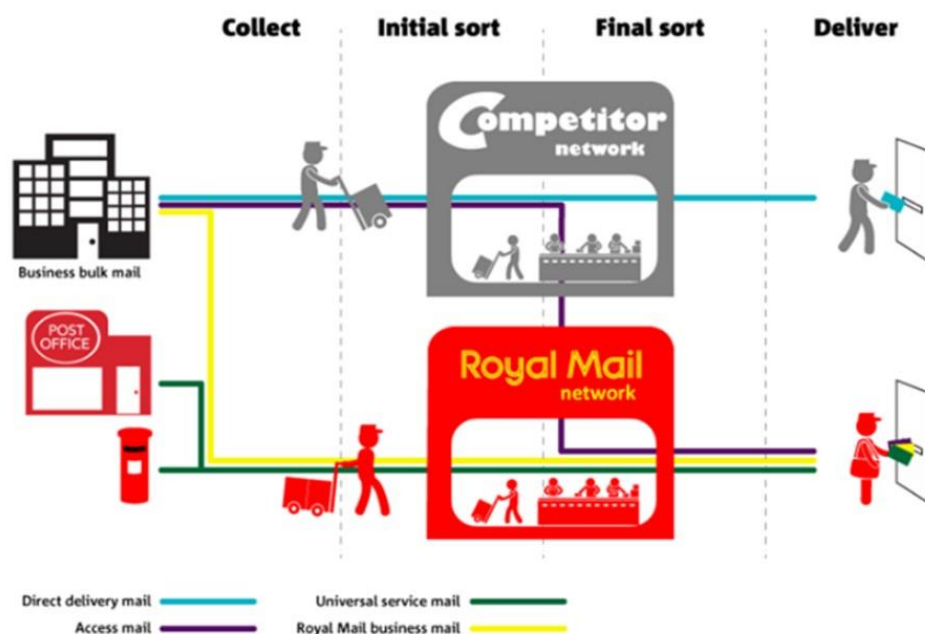 Collect Initial sort Final sort Deliver
Competitor
network
Business bulk mail
POST
OFFICE
Royal Mail
network
Direct delivery mail
Universal service mail
Access mail
Royal Mail business mail